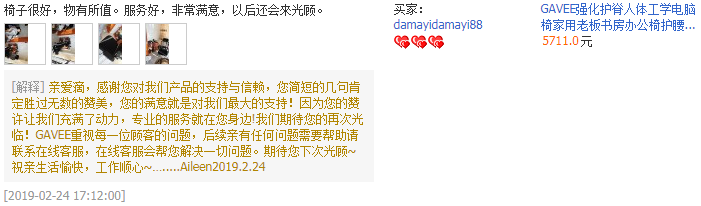 椅子很好，物有所值。服务好，非常满意，以后还会來光顾。
[解释] 亲爱滴，感谢您对我们产品的支持与信赖，您简短的几句肯
定胜过无数的赞美，您的满意就是对我们最大的支持！因为您的赞
许让我们充满了动力，专业的服务就在您身边!我们期待您的再次光
临！GAVEE重视每一位顾客的问题，后续亲有任何问题需要帮助请
联系在线客服，在线客服会帮您解决一切问题。期待您下次光顾~
祝亲生活愉快，工作顺心~…....Aileen2019.2.24
[2019-02-24 17:12:00]
买家：
damayidamayi88
GAVEE强化护脊人体工学电脑
椅家用老板书房办公椅护腰...
5711.0元